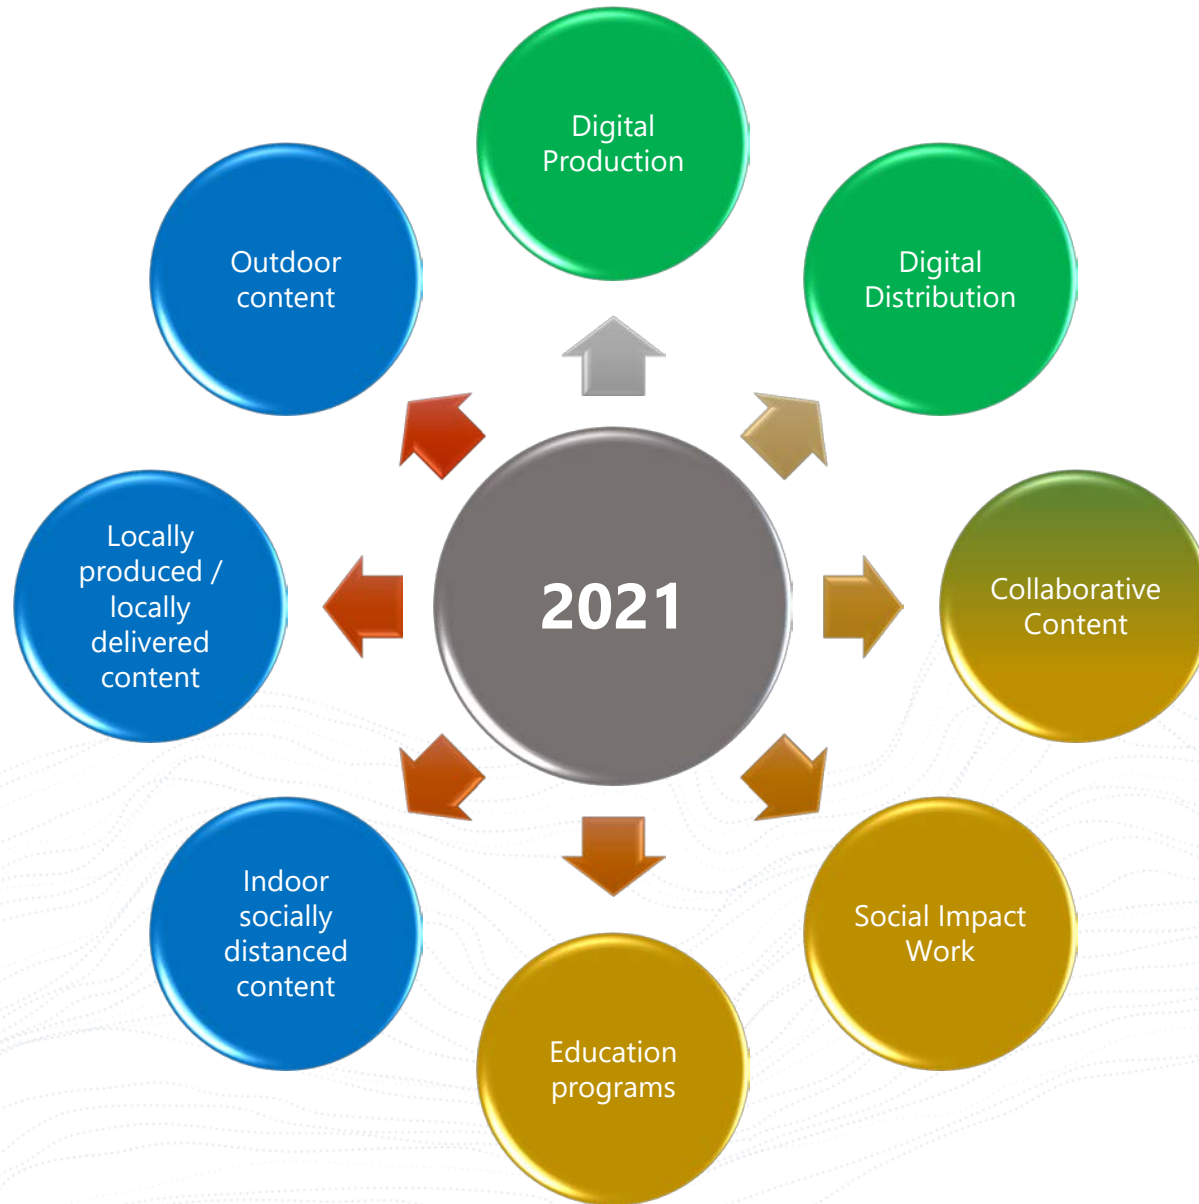 Digital
Production
Digital
Distribution
Collaborative
Content
Social Impact
Work
Education
programs
Indoor
socially
distanced
content
Locally
produced /
locally
delivered
content
Outdoor
content
2021